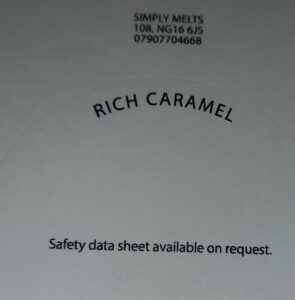 SIMPLY MELTS
108, NG16 6JS
07907704668
RICH CARAMEL
Safety data sheet available on request.